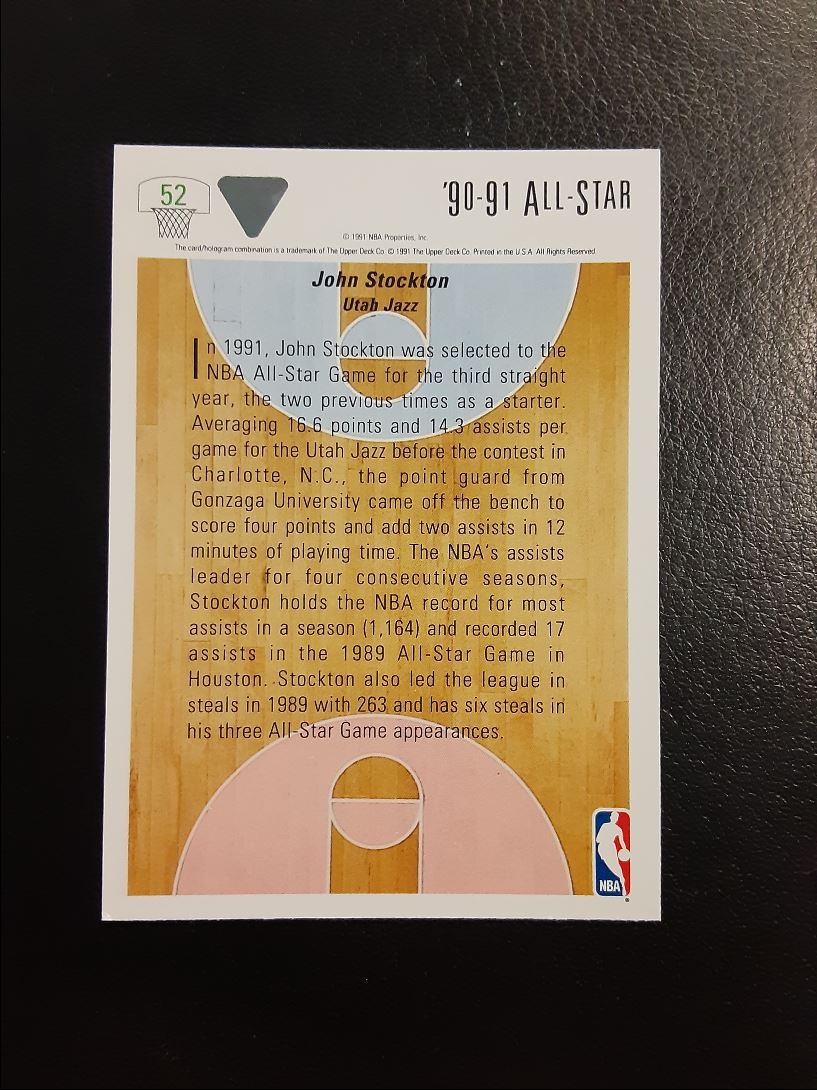 52
'90-91 ALL-STAR
© 1991 NBA Properties, Inc.
The card/hologram combination is a trademark of The Upper Deck Co. © 1991 The Upper Deck Co. Printed in the U.S.A. All Rights Reserved.
John Stockton
Utah Jazz
In 1991, John Stockton was selected to the
NBA All-Star Game for the third straight
year, the two previous times as a starter.
Averaging 16.6 points and 14.3 assists per
game for the Utah Jazz before the contest in
Charlotte, N.C., the point guard from
Gonzaga University came off the bench to
score four points and add two assists in 12
minutes of playing time. The NBA's assists
leader for four consecutive seasons,
Stockton holds the NBA record for most
assists in a season (1,164) and recorded 17
assists in the 1989 All-Star Game in
Houston. Stockton also led the league in
steals in 1989 with 263 and has six steals in
his three All-Star Game appearances.
NBA
®